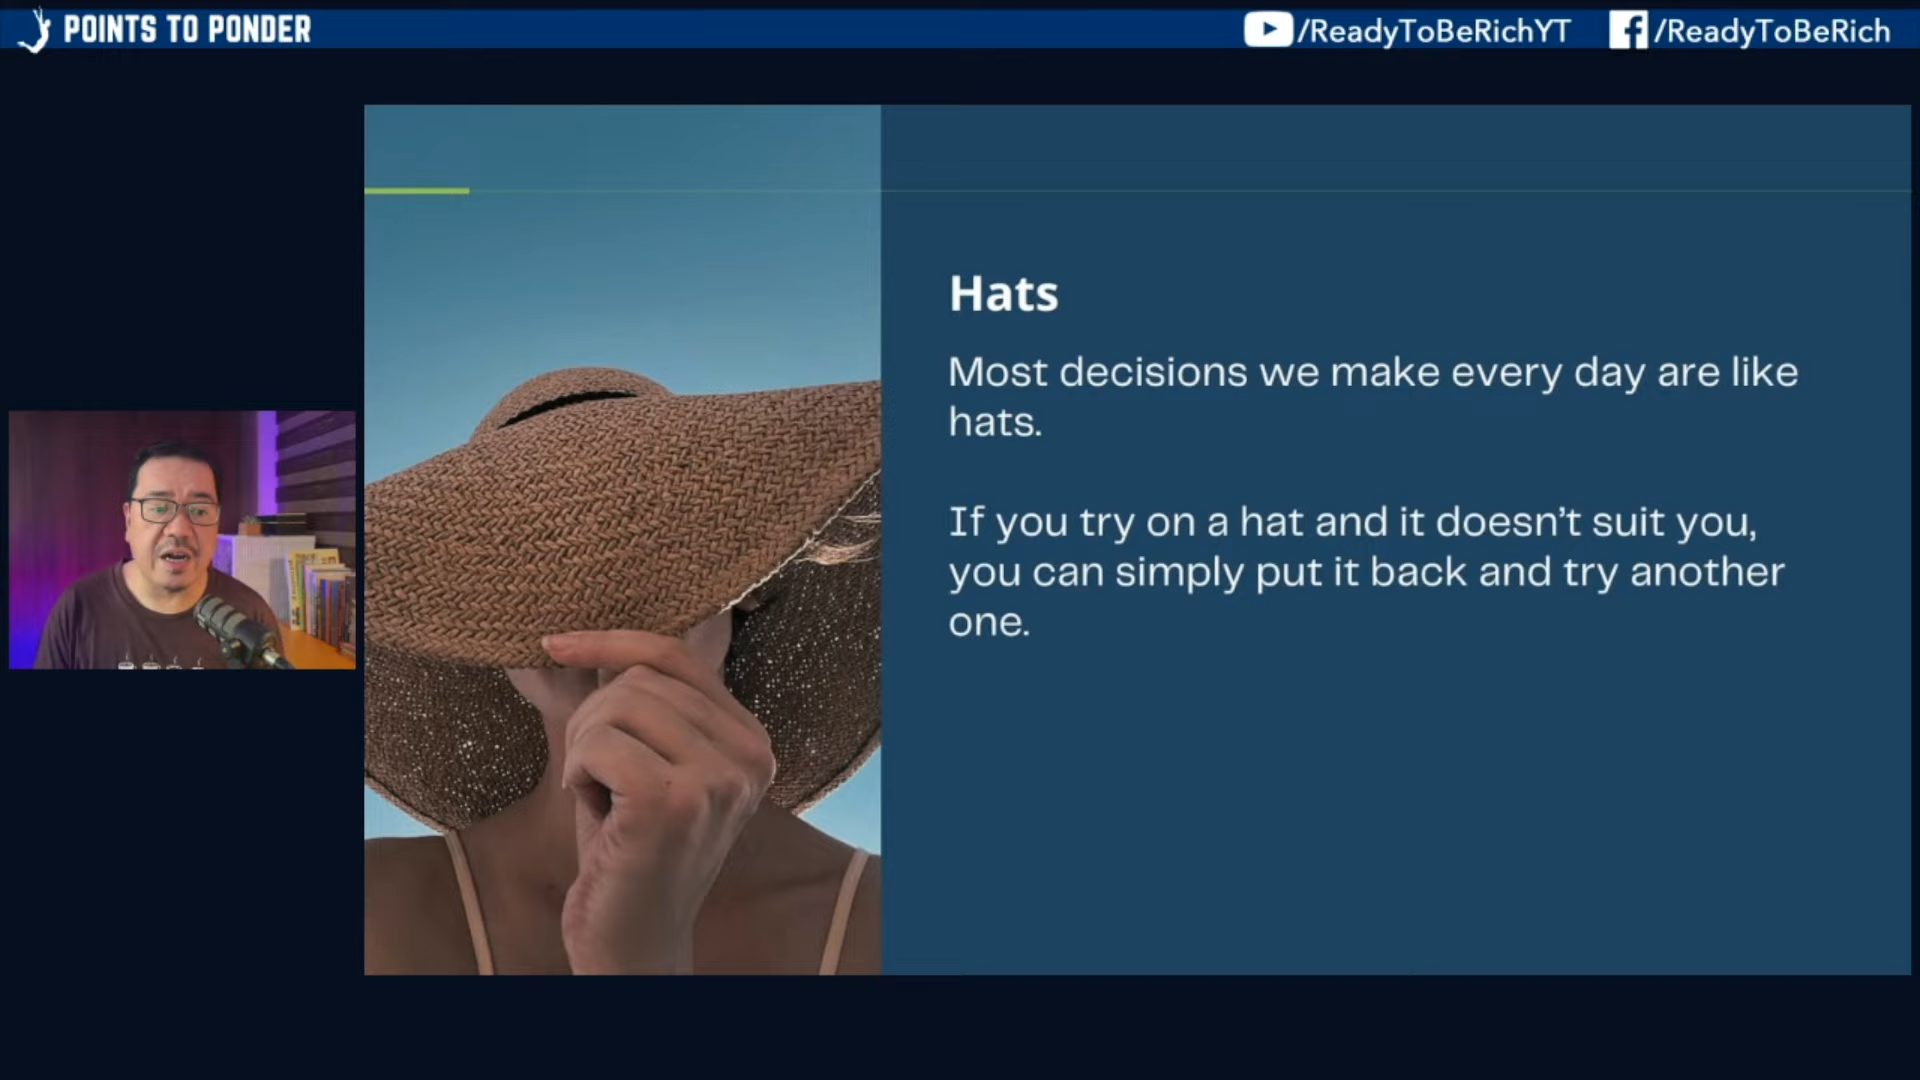 POINTS TO PONDER
/ReadyToBeRichYT
/ReadyToBeRich
Hats
Most decisions we make every day are like
hats.
If you try on a hat and it doesn't suit you,
you can simply put it back and try another
one.